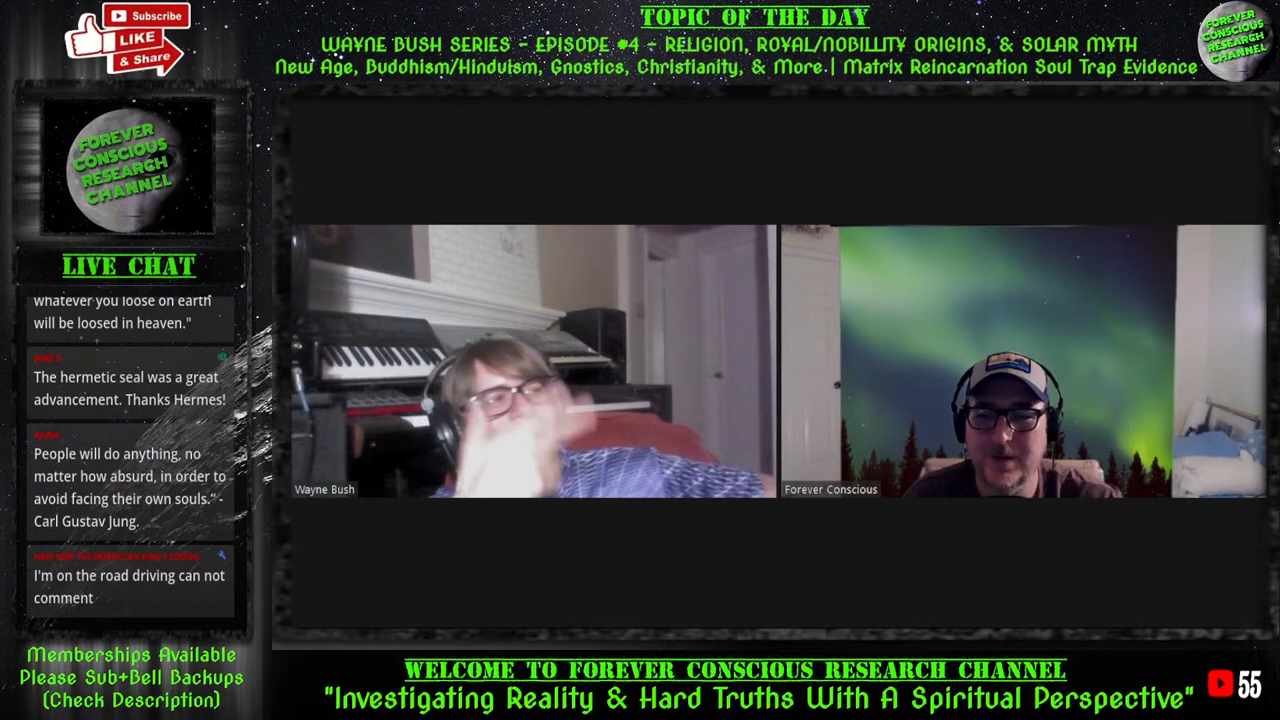 Subscribe
LIKE
& Share
TOPIC OF THE DAY
WAYNE BUSH SERIES - EPISODE #4 - RELIGION, ROYAL/NOBILLITY ORIGINS, & SOLAR MYTH
New Age, Buddhism/Hinduism, Gnostics, Christianity, & More | Matrix Reincarnation Soul Trap Evidence
FOREVER
CONSCIOUS
RESEARCH
CHANNEL
FOREVER
CONSCIOUS
RESEARCH
CHANNEL
LIVE CHAT
whatever you loose on earth
will be loosed in heaven."
The hermetic seal was a great
advancement. Thanks Hermes!
People will do anything, no
matter how absurd, in order to
avoid facing their own souls.“ -
Carl Gustav Jung.
I'm on the road driving can not
comment
Wayne Bush
Forever Conscious
Memberships Available
Please Sub+Bell Backups
(Check Description)
WELCOME TO FOREVER CONSCIOUS RESEARCH CHANNEL
"Investigating Reality & Hard Truths With A Spiritual Perspective"
55